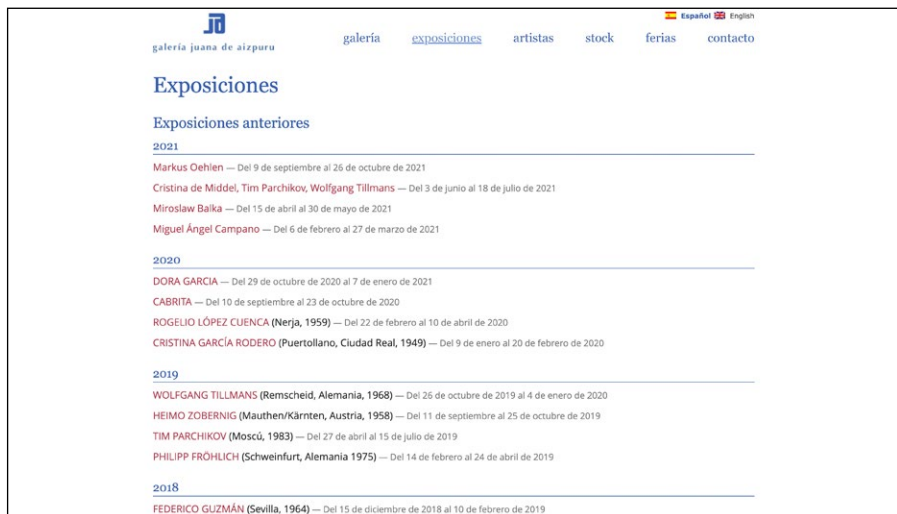 Español English
galería juana de aizpuru
galería exposiciones artistas stock ferias contacto
Exposiciones
Exposiciones anteriores
2021
Markus Oehlen — Del 9 de septiembre al 26 de octubre de 2021
Cristina de Middel, Tim Parchikov, Wolfgang Tillmans — Del 3 de junio al 18 de julio de 2021
Miroslaw Balka — Del 15 de abril al 30 de mayo de 2021
Miguel Ángel Campano — Del 6 de febrero al 27 de marzo de 2021
2020
DORA GARCIA — Del 29 de octubre de 2020 al 7 de enero de 2021
CABRITA — Del 10 de septiembre al 23 de octubre de 2020
ROGELIO LÓPEZ CUENCA (Nerja, 1959) — Del 22 de febrero al 10 de abril de 2020
CRISTINA GARCÍA RODERO (Puertollano, Ciudad Real, 1949) — Del 9 de enero al 20 de febrero de 2020
2019
WOLFGANG TILLMANS (Remscheid, Alemania, 1968) — Del 26 de octubre de 2019 al 4 de enero de 2020
HEIMO ZOBERNIG (Mauthen/Kärnten, Austria, 1958) — Del 11 de septiembre al 25 de octubre de 2019
TIM PARCHIKOV (Moscú, 1983) — Del 27 de abril al 15 de julio de 2019
PHILIPP FRÖHLICH (Schweinfurt, Alemania 1975) — Del 14 de febrero al 24 de abril de 2019
2018
FEDERICO GUZMÁN (Sevilla, 1964) — Del 15 de diciembre de 2018 al 10 de febrero de 2019